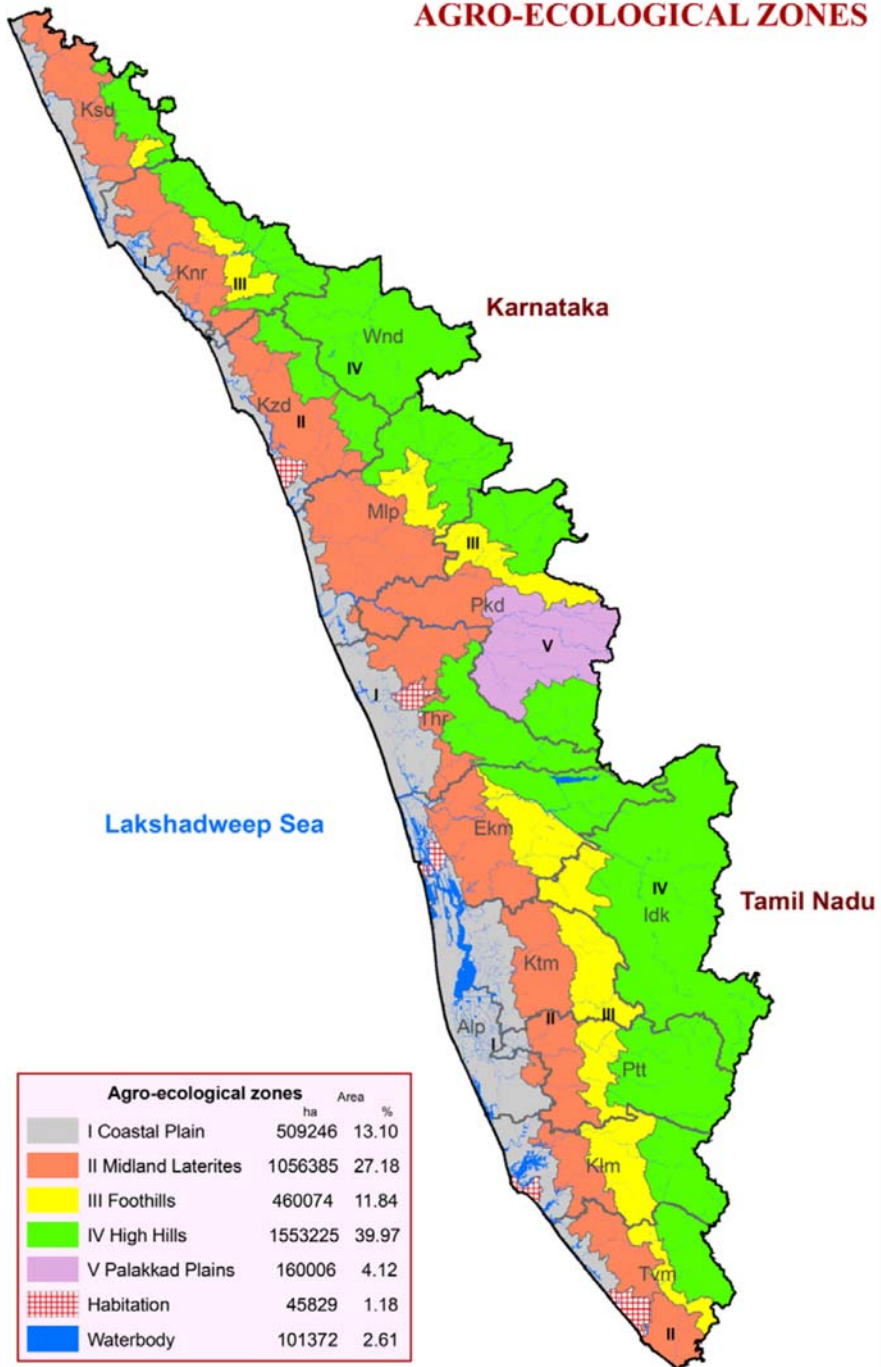 AGRO-ECOLOGICAL ZONES
Ksd
I
Knr
III
Karnataka
Wnd
IV
Kzd
II
Mlp
III
Pkd
V
I
Thr
Lakshadweep Sea
Ekm
IV
Idk
Tamil Nadu
Ktm
III
II
Alp
I
Ptt
Klm
Tvm
II
Agro-ecological zones Area
ha %
I Coastal Plain 509246 13.10
II Midland Laterites 1056385 27.18
III Foothills 460074 11.84
IV High Hills 1553225 39.97
V Palakkad Plains 160006 4.12
Habitation 45829 1.18
Waterbody 101372 2.61